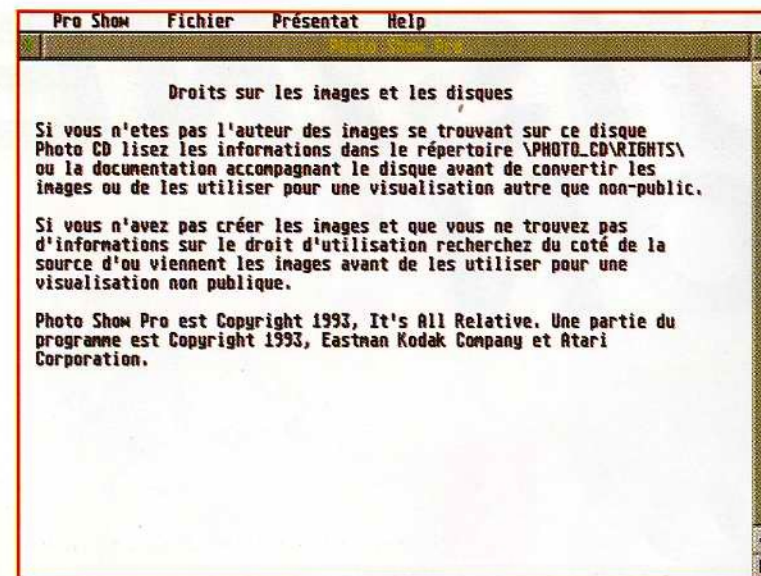 Pro Show Fichier Présentat Help
Photo Show Pro
Droits sur les images et les disques
Si vous n'etes pas l'auteur des images se trouvant sur ce disque
Photo CD lisez les informations dans le répertoire \PHOTO_CD\RIGHTS\
ou la documentation accompagnant le disque avant de convertir les
images ou de les utiliser pour une visualisation autre que non-public.
Si vous n'avez pas créer les images et que vous ne trouvez pas
d'informations sur le droit d'utilisation recherchez du coté de la
source d'ou viennent les images avant de les utiliser pour une
visualisation non publique.
Photo Show Pro est Copyright 1993, It's All Relative. Une partie du
programme est Copyright 1993, Eastman Kodak Company et Atari
Corporation.